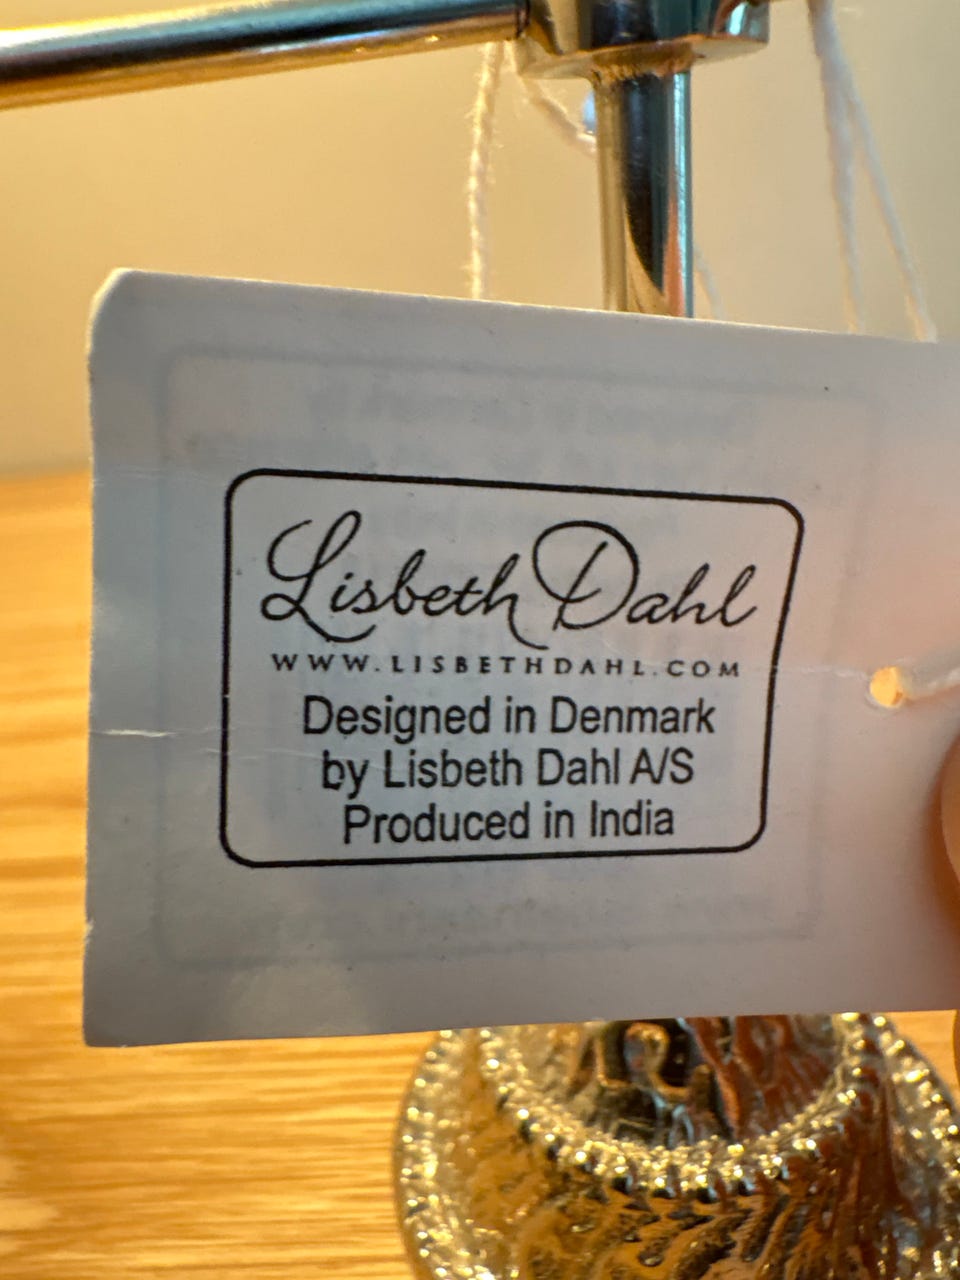 Lisbeth Dahl
WWW.LISBETHDAHL.COM
Designed in Denmark
by Lisbeth Dahl A/S
Produced in India